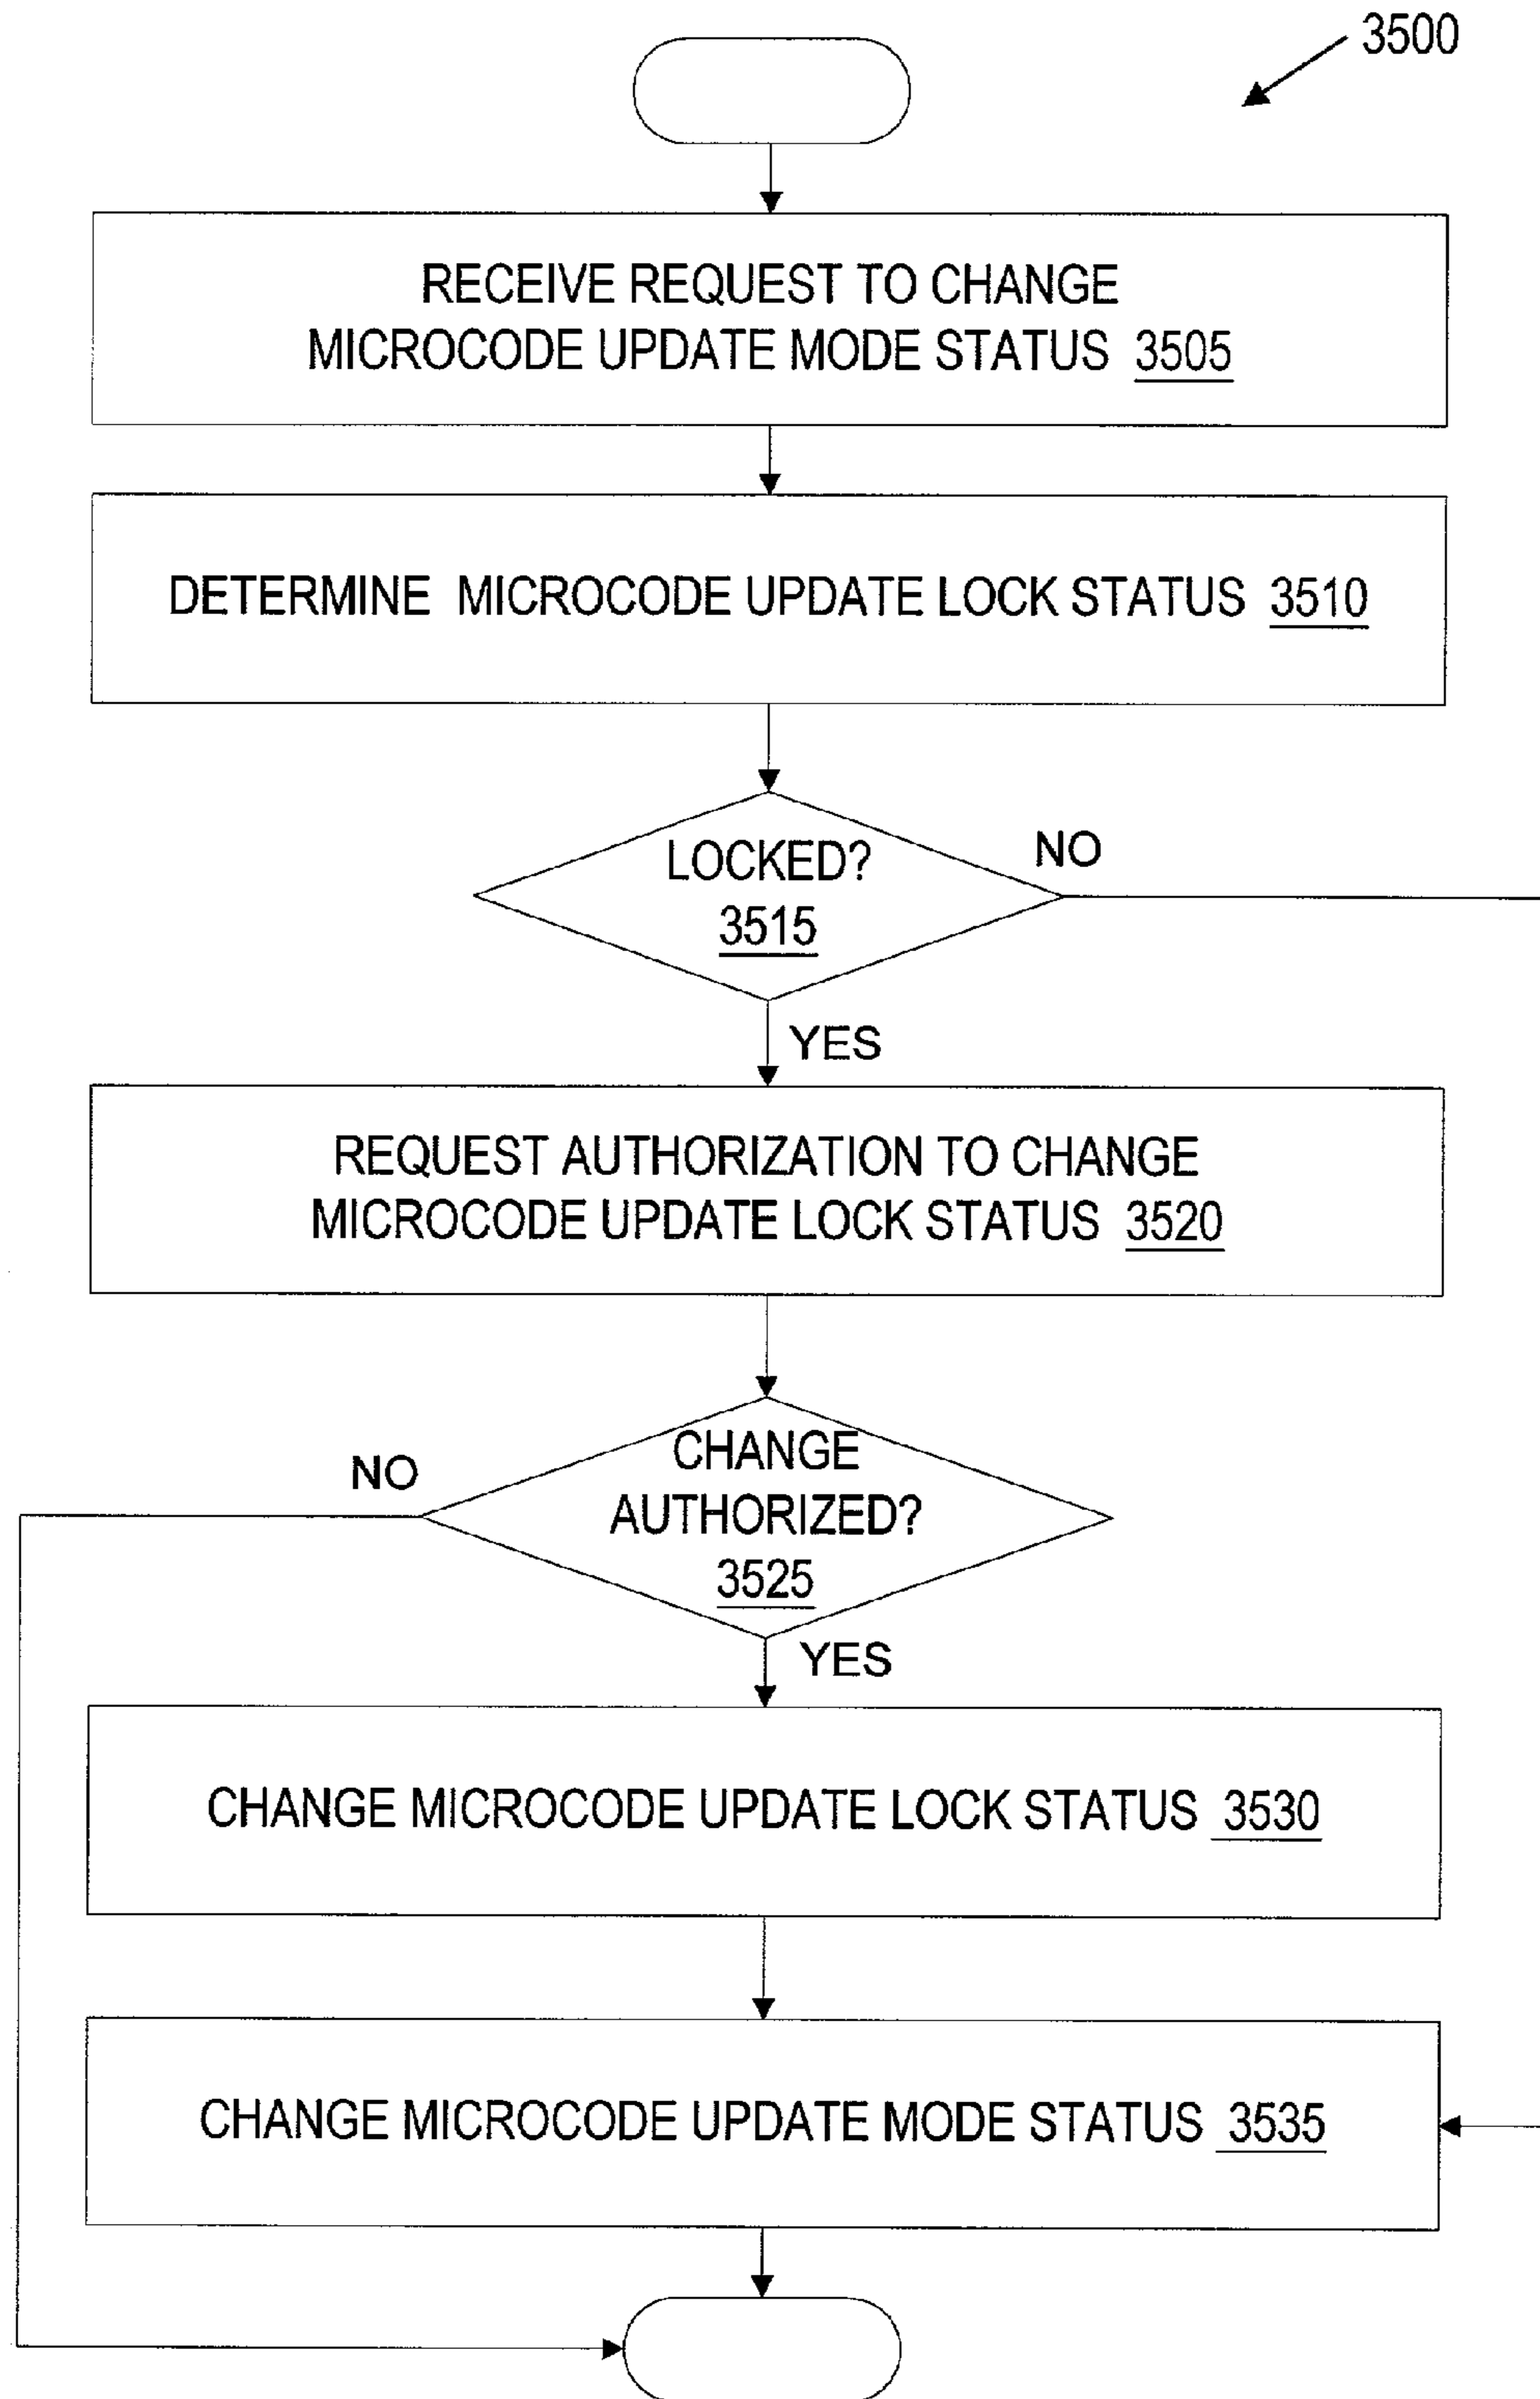 3500
RECEIVE REQUEST TO CHANGE
MICROCODE UPDATE MODE STATUS 3505
DETERMINE MICROCODE UPDATE LOCK STATUS 3510
LOCKED?
3515
NO
YES
REQUEST AUTHORIZATION TO CHANGE
MICROCODE UPDATE LOCK STATUS 3520
NO
CHANGE
AUTHORIZED?
3525
YES
CHANGE MICROCODE UPDATE LOCK STATUS 3530
CHANGE MICROCODE UPDATE MODE STATUS 3535